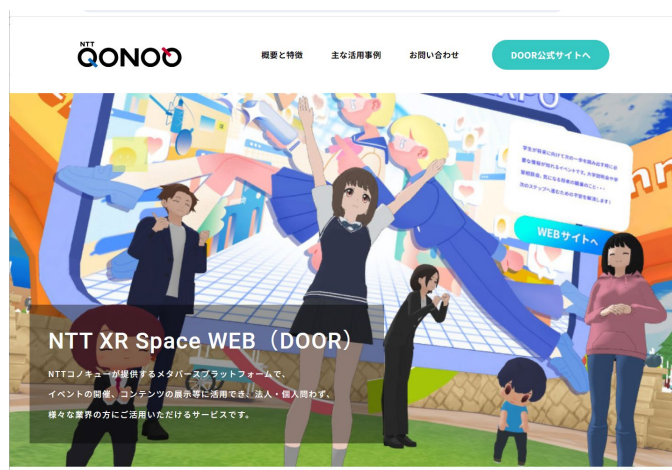 NTT
QONOQ
概要と特徴
主な活用事例
お問い合わせ
DOOR公式サイトへ
WEBサイトへ
NTT XR Space WEB（DOOR）
NTTコノキューが提供するメタバースプラットフォームで、
イベントの開催、コンテンツの展示等に活用でき、法人・個人問わず、
様々な業界の方にご活用いただけるサービスです。